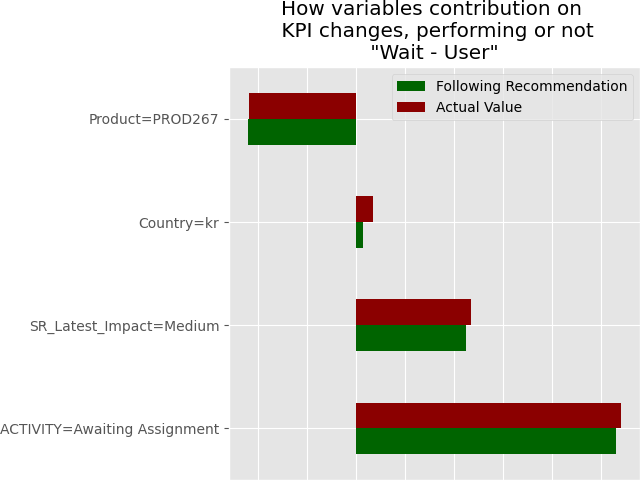 How variables contribution on
KPI changes, performing or not
"Wait - User"
Following Recommendation
Actual Value
Product=PROD267
Country=kr
SR_Latest_Impact=Medium
ACTIVITY=Awaiting Assignment